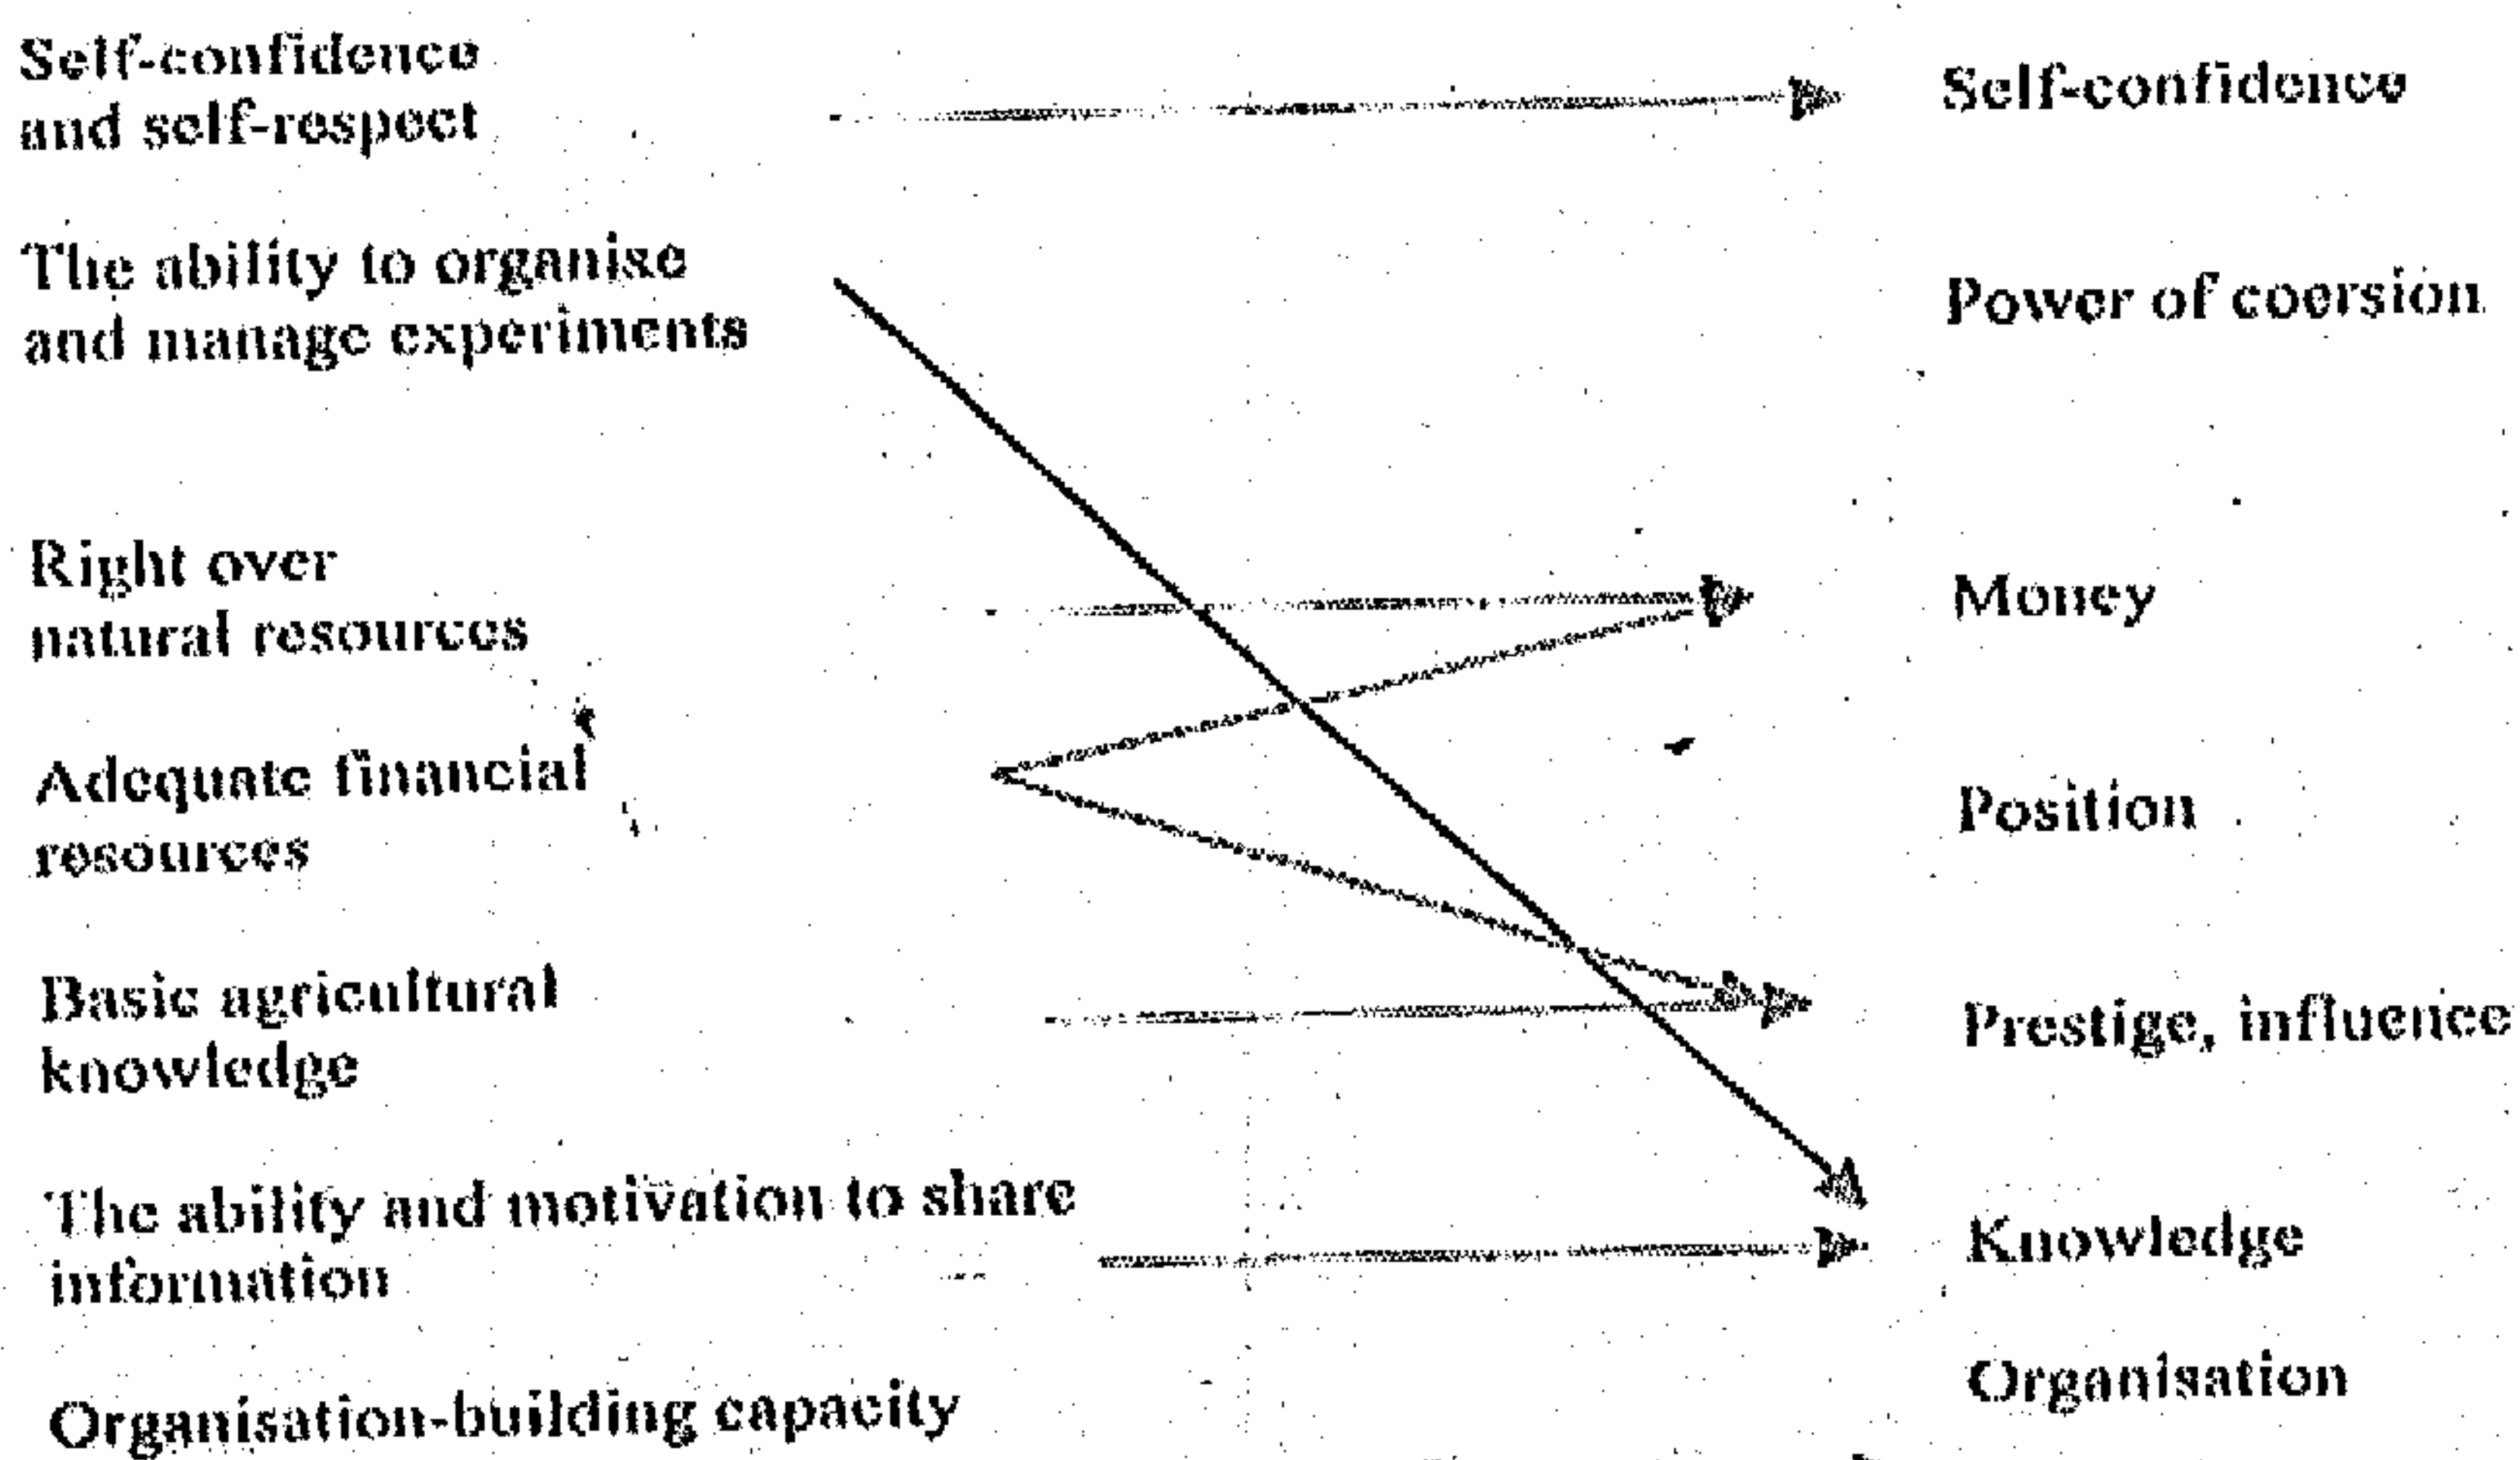 Self-confidence
and self-respect
The ability to organise
and manage experiments
Right over
natural resources
Adequate financial
resources
Basic agricultural
knowledge
The ability and motivation to share
information
Organisation-building capacity
Self-confidence
Power of coersion
Money
Position
Prestige, influence
Knowledge
Organisation